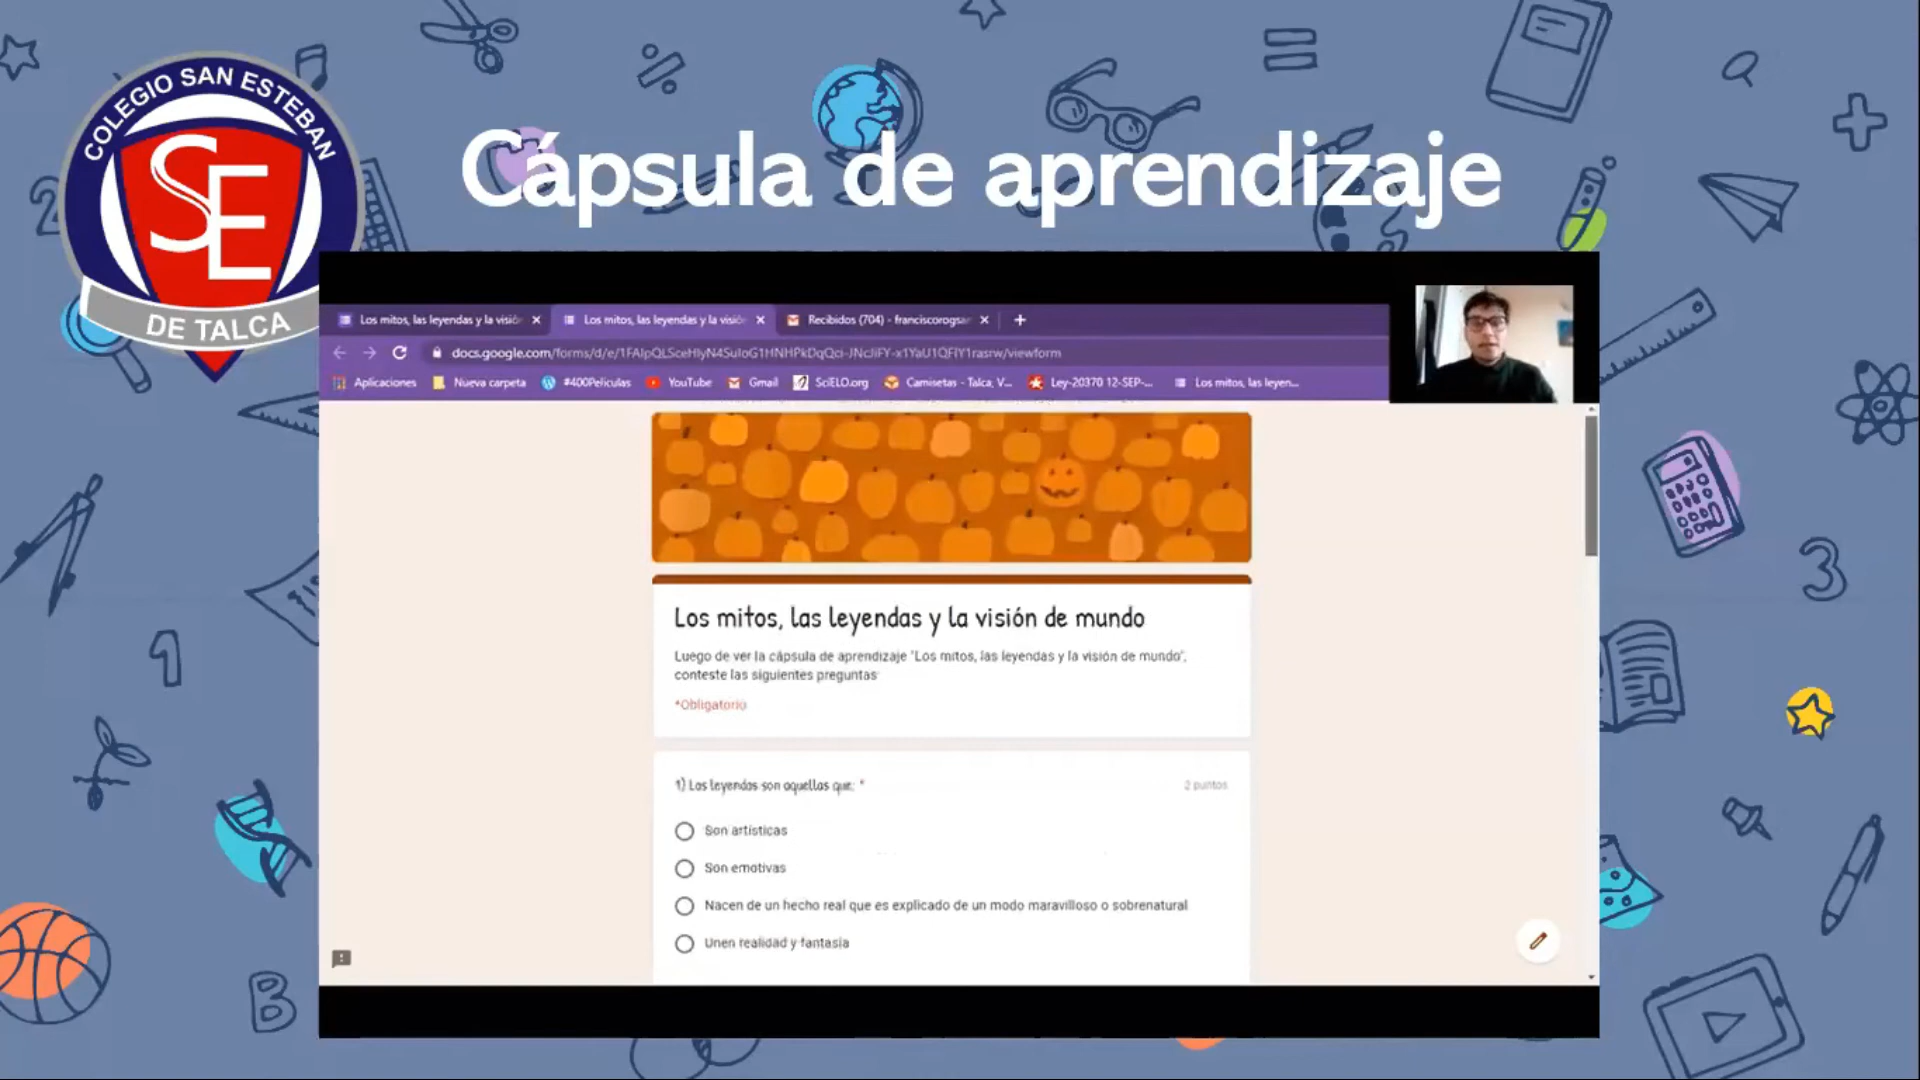 COLEGIO SAN ESTEBAN
SE
DE TALCA
Cápsula de aprendizaje
Los mitos, las leyendas y la visió
Los mitos, las leyendas y la visió
Recibidos (704) - franciscorogsa
docs.google.com/forms/d/e/
/viewform
Aplicaciones
Nueva carpeta
#400Películas
YouTube
Gmail
SciELO.org
Camisetas - Talca, V...
Ley-20370 12-SEP-...
Los mitos, las leyen...
Los mitos, las leyendas y la visión de mundo
Luego de ver la cápsula de aprendizaje "Los mitos, las leyendas y la visión de mundo",
conteste las siguientes preguntas
*Obligatorio
1) Las leyendas son aquellas que: *
2 puntos
Son artísticas
Son emotivas
Nacen de un hecho real que es explicado de un modo maravilloso o sobrenatural
Unen realidad y fantasía
2
1
3
B